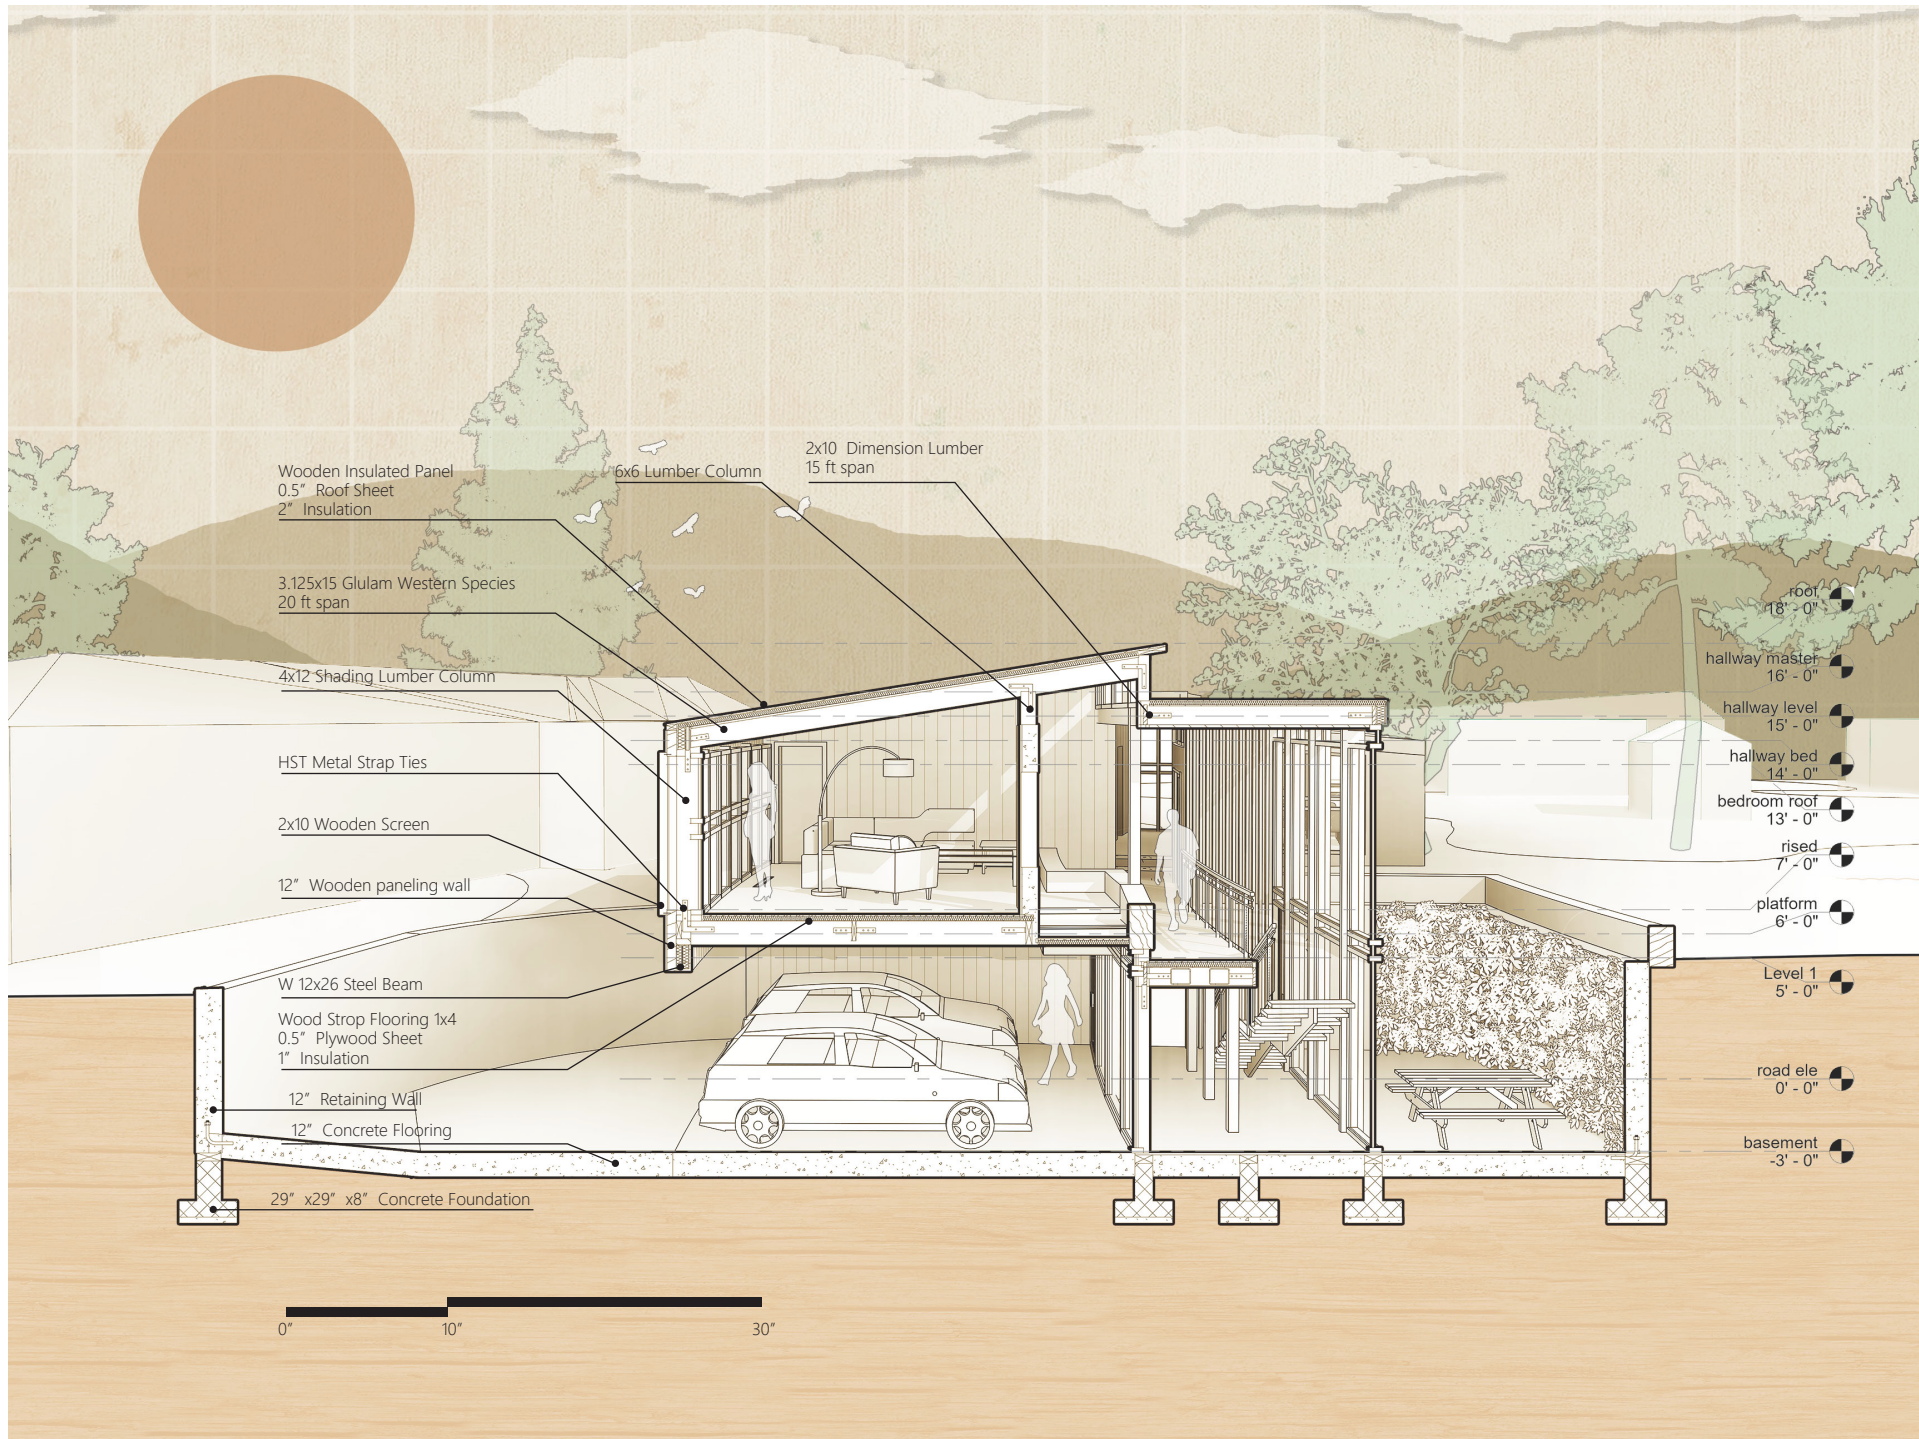 2x10 Dimension Lumber
15 ft span
6x6 Lumber Column
Wooden Insulated Panel
0.5” Roof Sheet
2” Insulation
3.125x15 Glulam Western Species
20 ft span
4x12 Shading Lumber Column
HST Metal Strap Ties
2x10 Wooden Screen
12” Wooden paneling wall
W 12x26 Steel Beam
Wood Strop Flooring 1x4
0.5” Plywood Sheet
1” Insulation
12” Retaining Wall
12” Concrete Flooring
29” x29” x8” Concrete Foundation
roof
18' - 0"
hallway master
16' - 0"
hallway level
15' - 0"
hallway bed
14' - 0"
bedroom roof
13' - 0"
rised
7' - 0"
platform
6' - 0"
Level 1
5' - 0"
road ele
0' - 0"
basement
-3' - 0"
0” 10” 30”